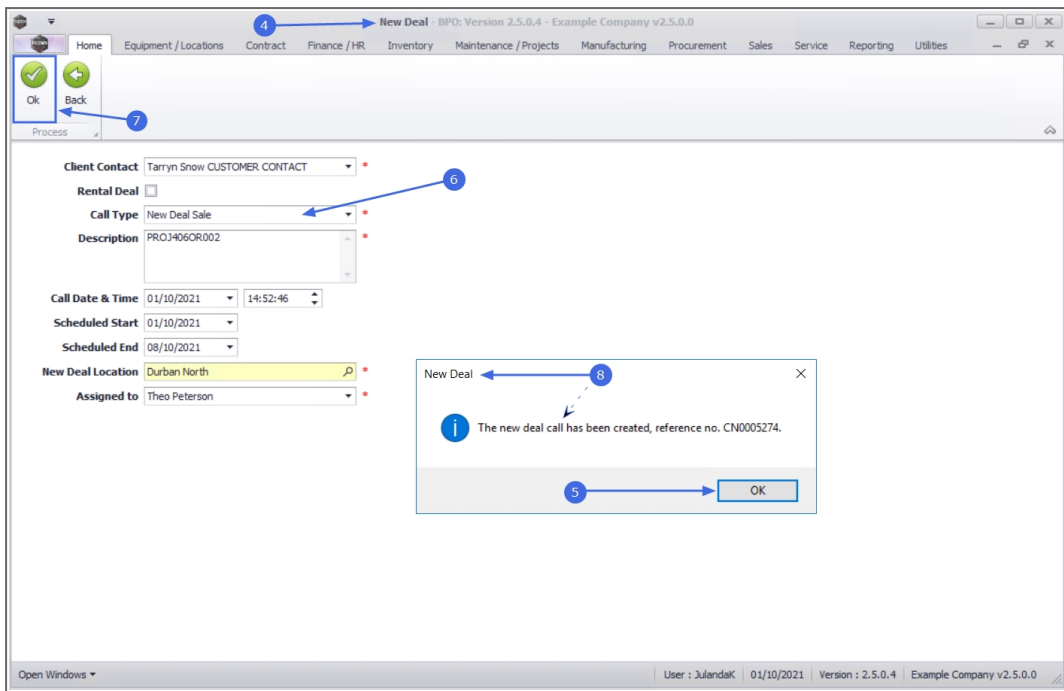 4
New Deal - BPO: Version 2.5.0.4 - Example Company v2.5.0.0
Home Equipment / Locations Contract Finance / HR Inventory Maintenance / Projects Manufacturing Procurement Sales Service Reporting Utilities
Ok Back
7
Process
Client Contact Tarryn Snow CUSTOMER CONTACT *
6
Rental Deal
Call Type New Deal Sale *
Description PROJ406OR002 *
Call Date & Time 01/10/2021 14:52:46
Scheduled Start 01/10/2021
Scheduled End 08/10/2021
New Deal Location Durban North *
Assigned to Theo Peterson *
New Deal 8
The new deal call has been created, reference no. CN0005274.
5 OK
Open Windows User : JulandaK 01/10/2021 Version : 2.5.0.4 Example Company v2.5.0.0